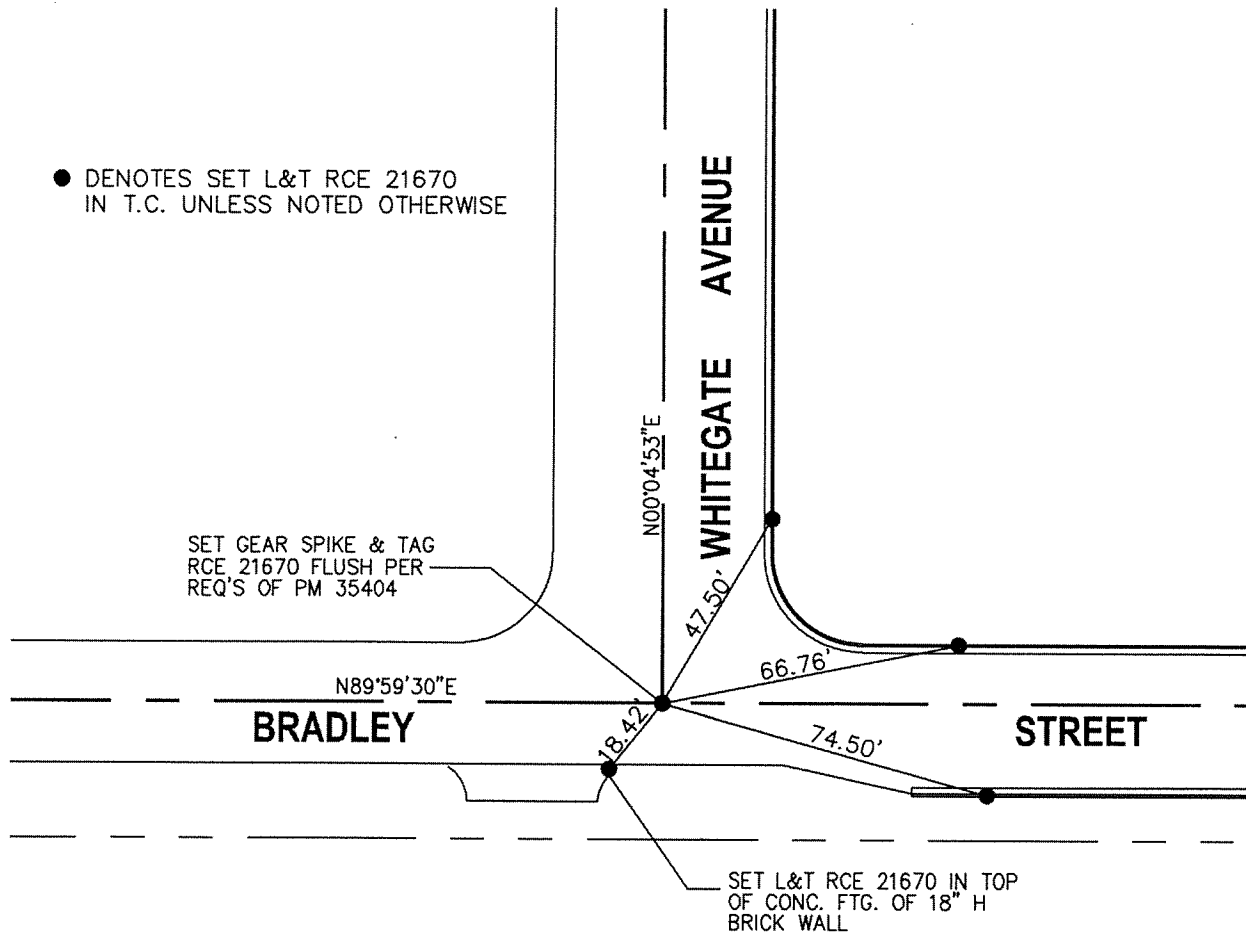 ● DENOTES SET L&T RCE 21670
IN T.C. UNLESS NOTED OTHERWISE
WHITEGATE AVENUE
N00°04'53"E
SET GEAR SPIKE & TAG
RCE 21670 FLUSH PER
REQ'S OF PM 35404
47.50'
66.76'
N89°59'30"E
BRADLEY STREET
18.42'
74.50'
SET L&T RCE 21670 IN TOP
OF CONC. FTG. OF 18" H
BRICK WALL